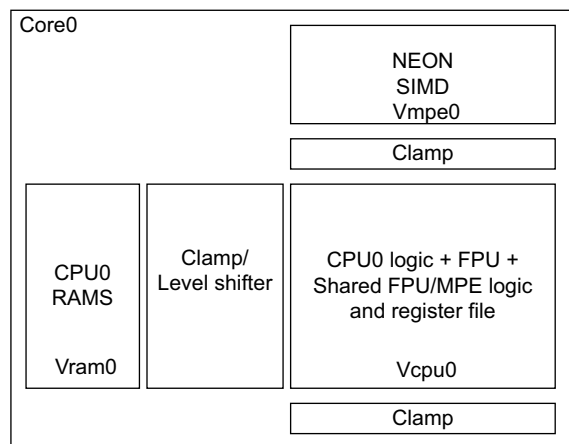 Core0
NEON
SIMD
Vmpe0
Clamp
CPU0
RAMS
Vram0
Clamp/
Level shifter
CPU0 logic + FPU +
Shared FPU/MPE logic
and register file
Vcpu0
Clamp